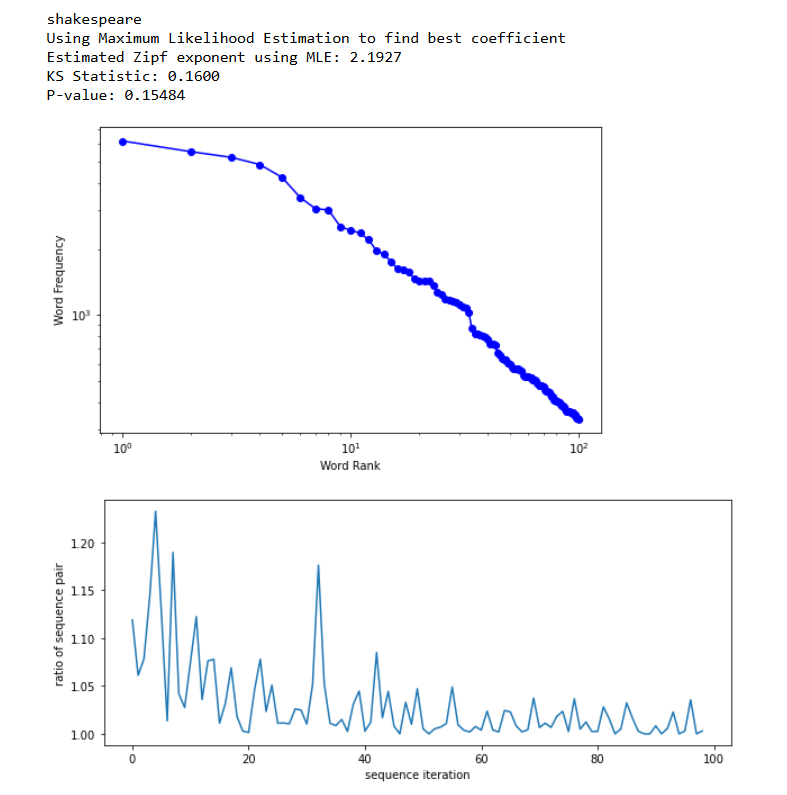 shakespeare
Using Maximum Likelihood Estimation to find best coefficient
Estimated Zipf exponent using MLE: 2.1927
KS Statistic: 0.1600
P-value: 0.15484
Word Frequency
10³
10⁰ 10¹ 10²
Word Rank
ratio of sequence pair
1.20
1.15
1.10
1.05
1.00
0 20 40 60 80 100
sequence iteration